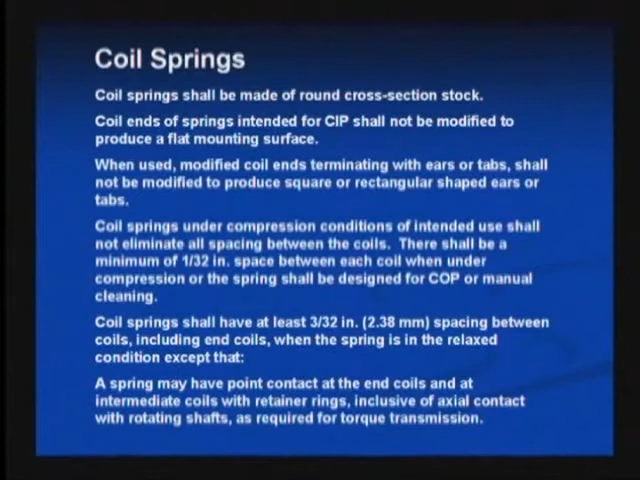 Coil Springs
Coil springs shall be made of round cross-section stock.
Coil ends of springs intended for CIP shall not be modified to
produce a flat mounting surface.
When used, modified coil ends terminating with ears or tabs, shall
not be modified to produce square or rectangular shaped ears or
tabs.
Coil springs under compression conditions of intended use shall
not eliminate all spacing between the coils.  There shall be a
minimum of 1/32 in. space between each coil when under
compression or the spring shall be designed for COP or manual
cleaning.
Coil springs shall have at least 3/32 in. (2.38 mm) spacing between
coils, including end coils, when the spring is in the relaxed
condition except that:
A spring may have point contact at the end coils and at
intermediate coils with retainer rings, inclusive of axial contact
with rotating shafts, as required for torque transmission.